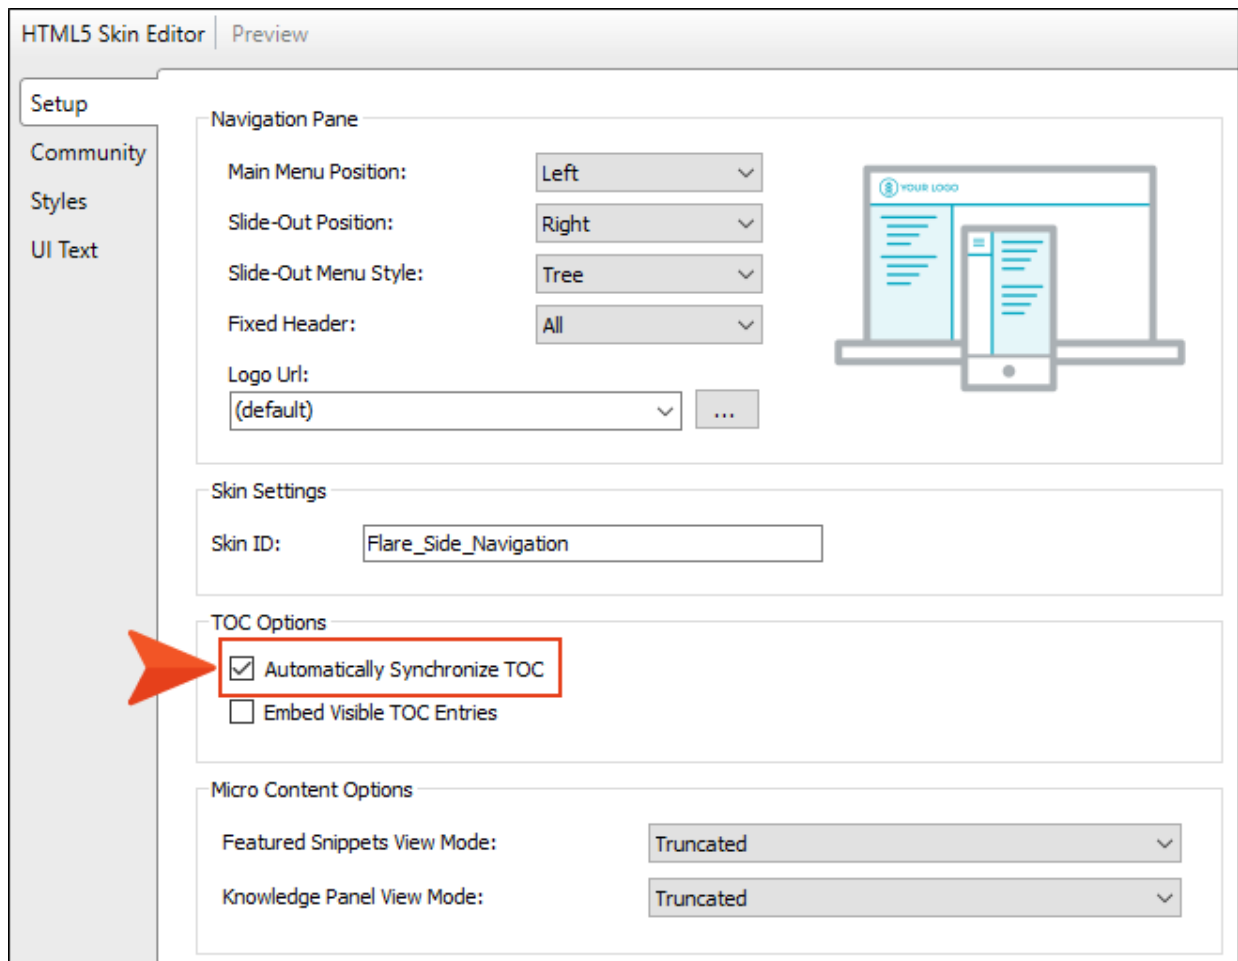 HTML5 Skin Editor Preview
Setup
Community
Styles
UI Text
Navigation Pane
Main Menu Position: Left
Slide-Out Position: Right
Slide-Out Menu Style: Tree
Fixed Header: All
Logo Url:
(default) ...
YOUR LOGO
Skin Settings
Skin ID: Flare_Side_Navigation
TOC Options
Automatically Synchronize TOC
Embed Visible TOC Entries
Micro Content Options
Featured Snippets View Mode: Truncated
Knowledge Panel View Mode: Truncated